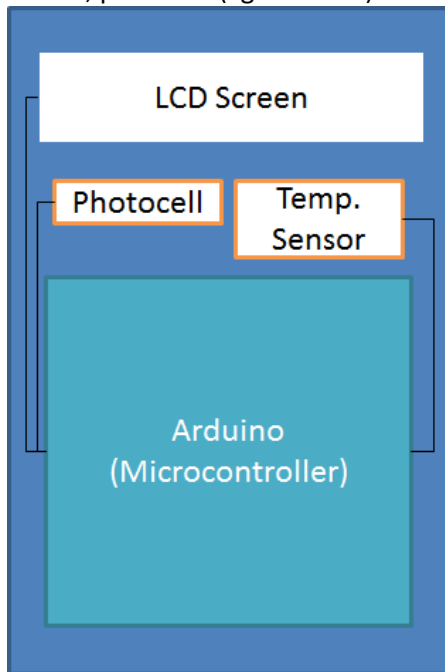 LCD Screen
Photocell
Temp.
Sensor
Arduino
(Microcontroller)